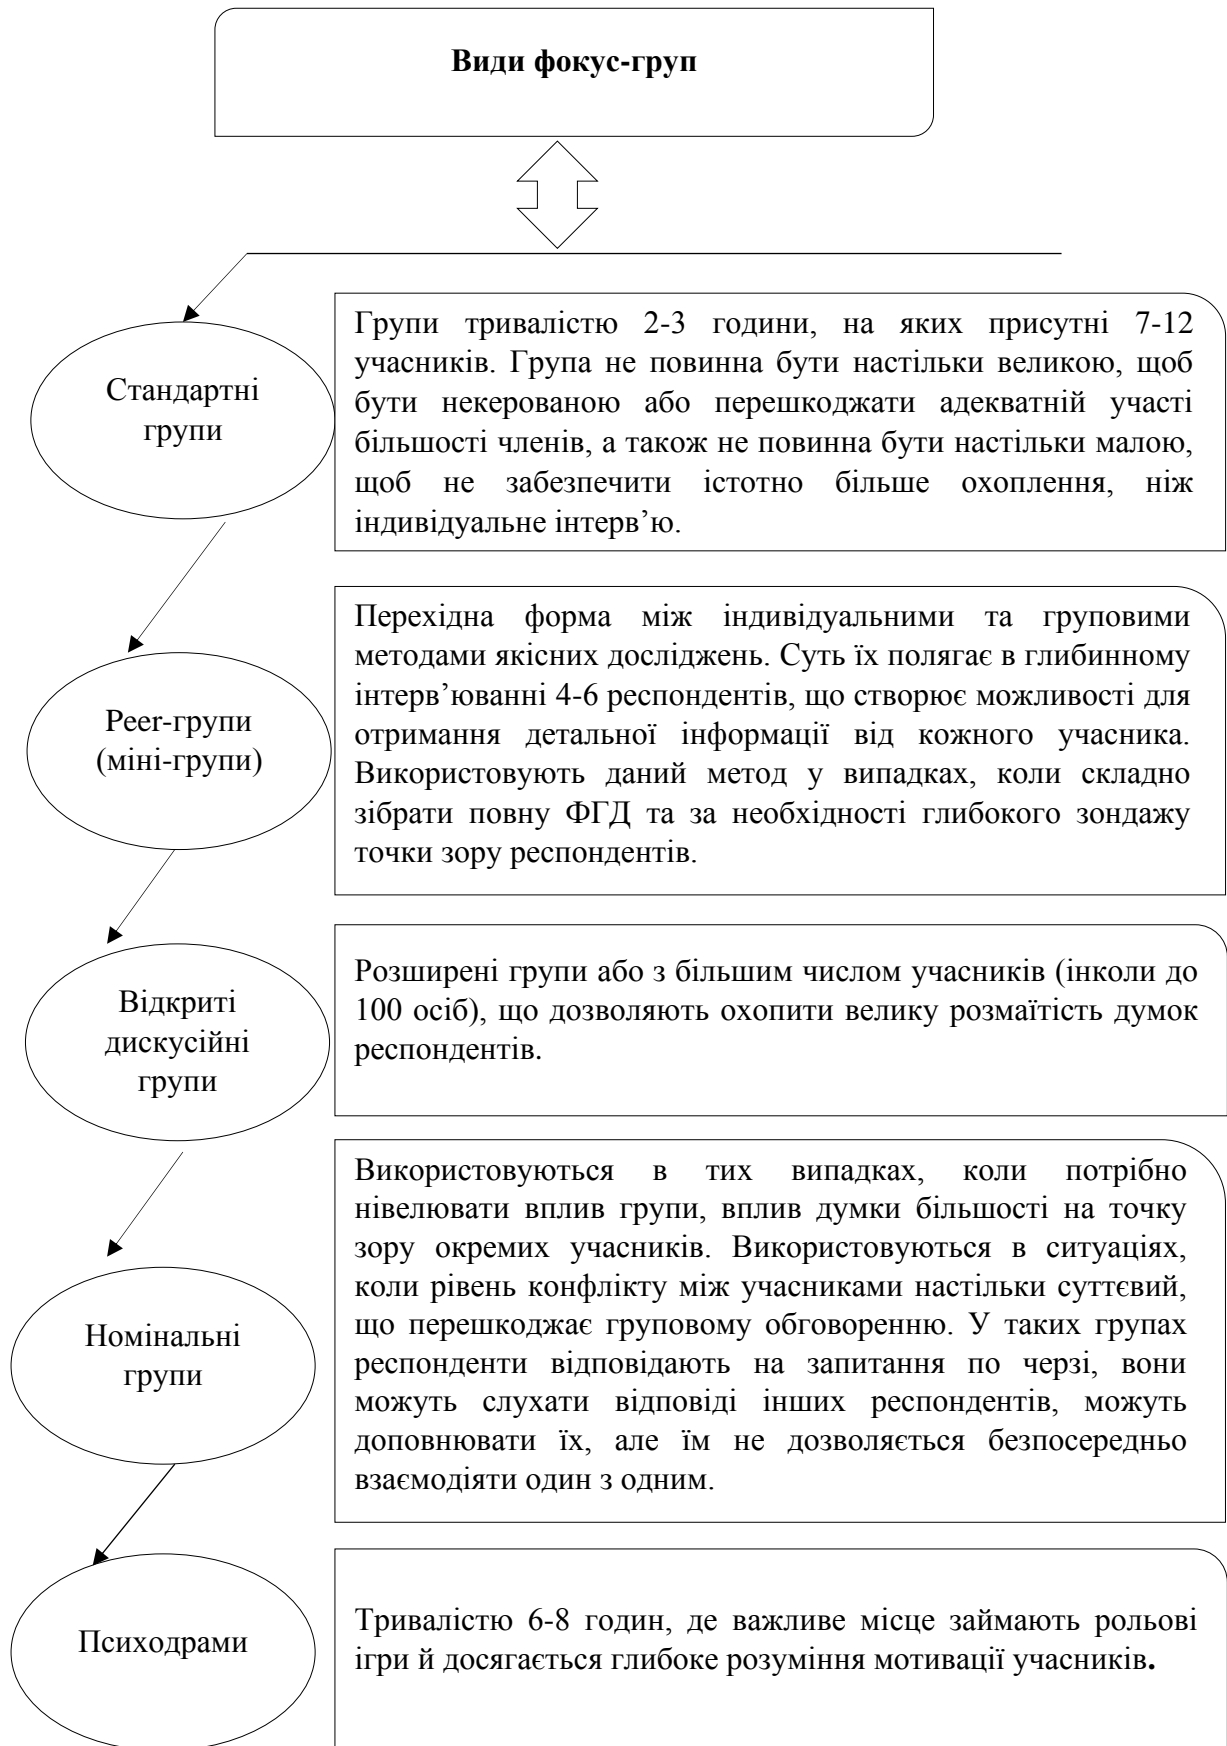 Види фокус-груп
Стандартні
групи
Групи тривалістю 2-3 години, на яких присутні 7-12
учасників. Група не повинна бути настільки великою, щоб
бути некерованою або перешкоджати адекватній участі
більшості членів, а також не повинна бути настільки малою,
щоб не забезпечити істотно більше охоплення, ніж
індивідуальне інтерв’ю.
Peer-групи
(міні-групи)
Перехідна форма між індивідуальними та груповими
методами якісних досліджень. Суть їх полягає в глибинному
інтерв’юванні 4-6 респондентів, що створює можливості для
отримання детальної інформації від кожного учасника.
Використовують даний метод у випадках, коли складно
зібрати повну ФГД та за необхідності глибокого зондажу
точки зору респондентів.
Відкриті
дискусійні
групи
Розширені групи або з більшим числом учасників (інколи до
100 осіб), що дозволяють охопити велику розмаїтість думок
респондентів.
Номінальні
групи
Використовуються в тих випадках, коли потрібно
нівелювати вплив групи, вплив думки більшості на точку
зору окремих учасників. Використовуються в ситуаціях,
коли рівень конфлікту між учасниками настільки суттєвий,
що перешкоджає груповому обговоренню. У таких групах
респонденти відповідають на запитання по черзі, вони
можуть слухати відповіді інших респондентів, можуть
доповнювати їх, але їм не дозволяється безпосередньо
взаємодіяти один з одним.
Психодрами
Тривалістю 6-8 годин, де важливе місце займають рольові
ігри й досягається глибоке розуміння мотивації учасників.